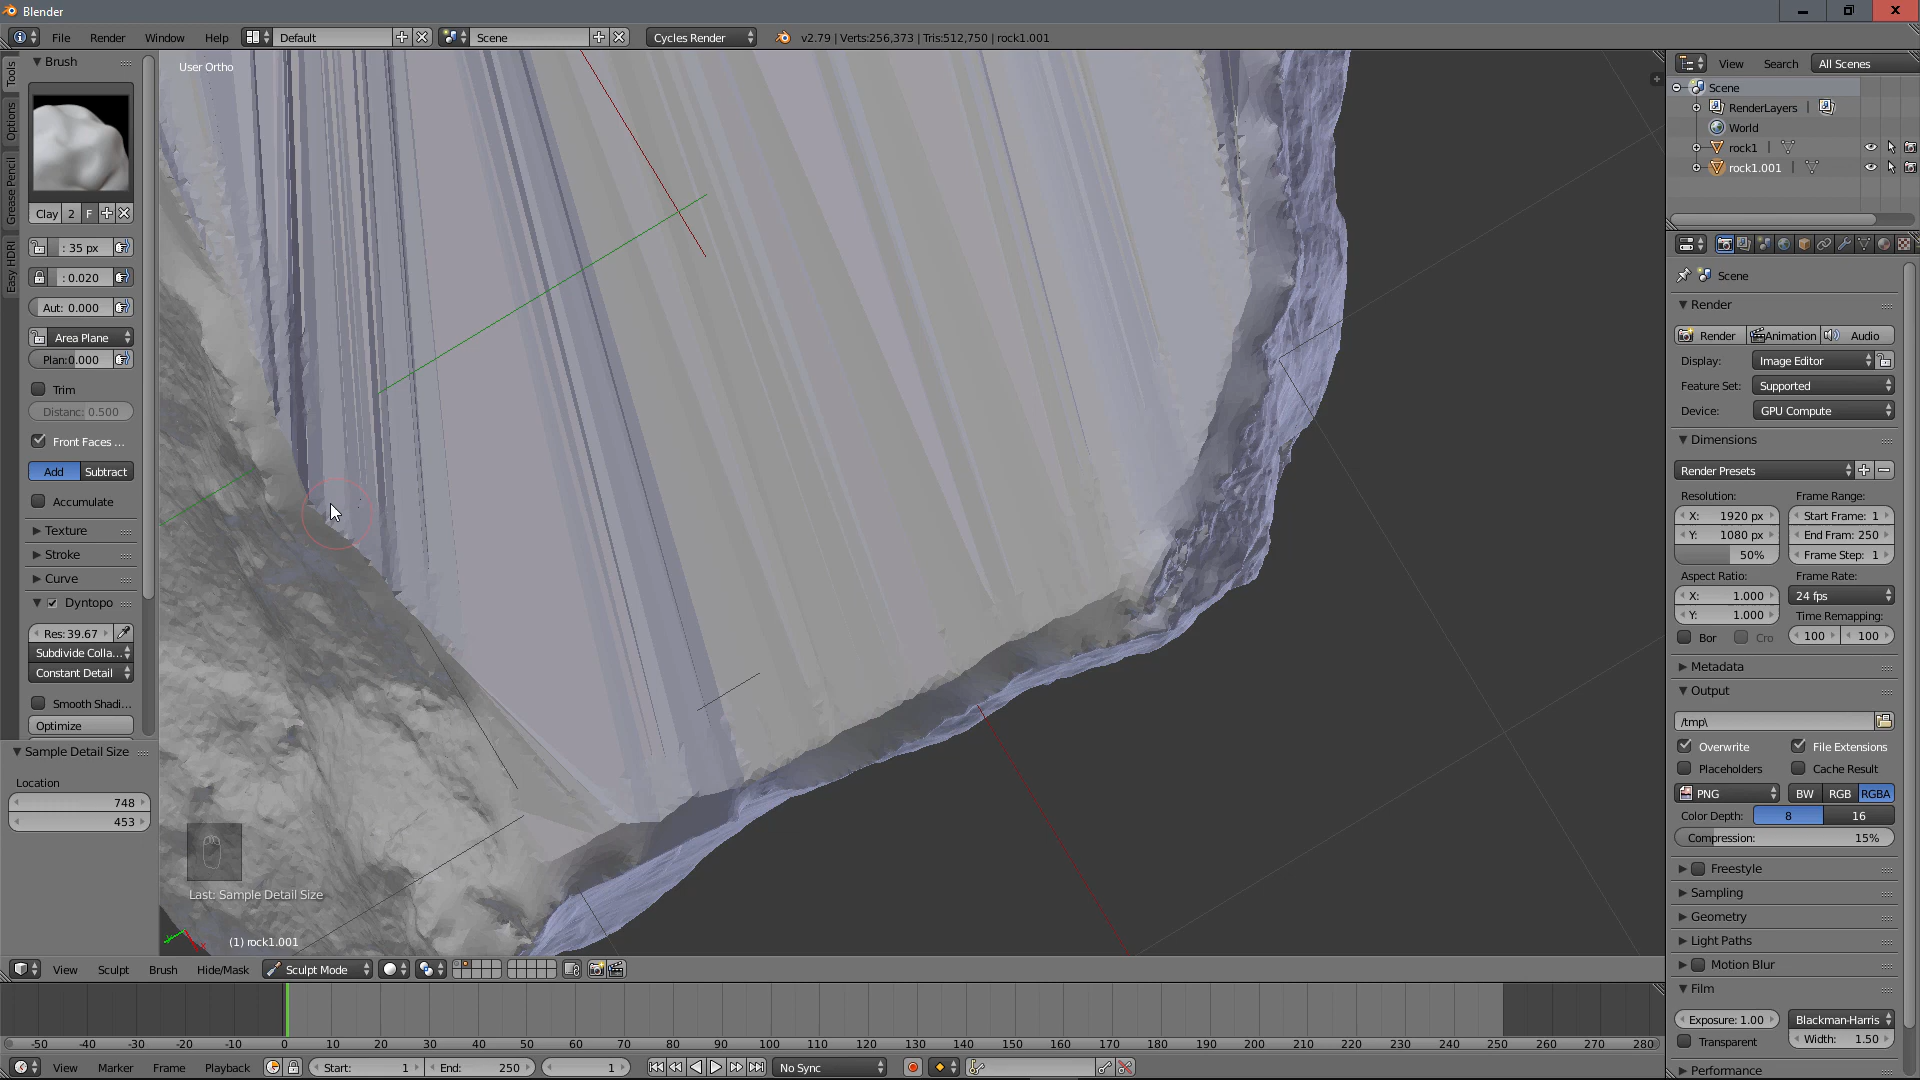 Blender
File Render Window Help Default Scene Cycles Render v2.79 | Verts:256,373 | Tris:512,750 | rock1.001
Tools
Options
Grease Pencil
Easy HDRI
Brush
Clay 2 F
: 35 px
: 0.020
Aut: 0.000
Area Plane
Plan:0.000
Trim
Distanc: 0.500
Front Faces ...
Add Subtract
Accumulate
Texture
Stroke
Curve
Dyntopo
Res: 39.67
Subdivide Colla...
Constant Detail
Smooth Shadi...
Optimize
Sample Detail Size
Location
748
453
User Ortho
Last: Sample Detail Size
(1) rock1.001
View Sculpt Brush Hide/Mask Sculpt Mode
-50 -40 -30 -20 -10 0 10 20 30 40 50 60 70 80 90 100 110 120 130 140 150 160 170 180 190 200 210 220 230 240 250 260 270 280
View Marker Frame Playback Start: 1 End: 250 1 No Sync
View Search All Scenes
Scene
RenderLayers
World
rock1
rock1.001
Scene
Render
Render Animation Audio
Display: Image Editor
Feature Set: Supported
Device: GPU Compute
Dimensions
Render Presets
Resolution: Frame Range:
X: 1920 px Start Frame: 1
Y: 1080 px End Fram: 250
50% Frame Step: 1
Aspect Ratio: Frame Rate:
X: 1.000 24 fps
Y: 1.000 Time Remapping:
Bor Cro 100 100
Metadata
Output
/tmp\
Overwrite File Extensions
Placeholders Cache Result
PNG BW RGB RGBA
Color Depth: 8 16
Compression: 15%
Freestyle
Sampling
Geometry
Light Paths
Motion Blur
Film
Exposure: 1.00 Blackman-Harris
Transparent Width: 1.50
Performance